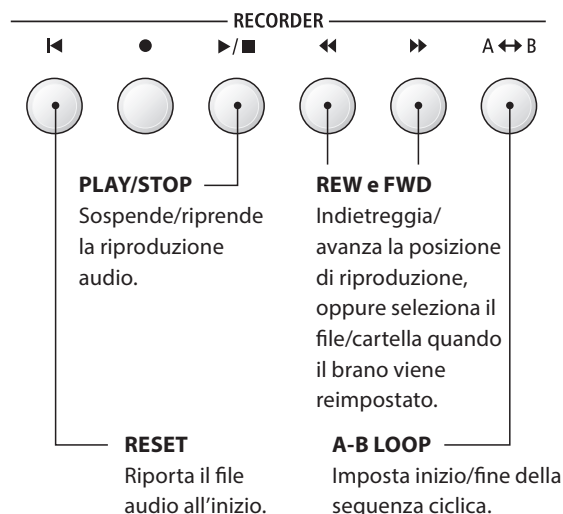 RECORDER
A ↔ B
PLAY/STOP
Sospende/riprende
la riproduzione
audio.
REW e FWD
Indietreggia/
avanza la posizione
di riproduzione,
oppure seleziona il
file/cartella quando
il brano viene
reimpostato.
RESET
Riporta il file
audio all'inizio.
A-B LOOP
Imposta inizio/fine della
sequenza ciclica.